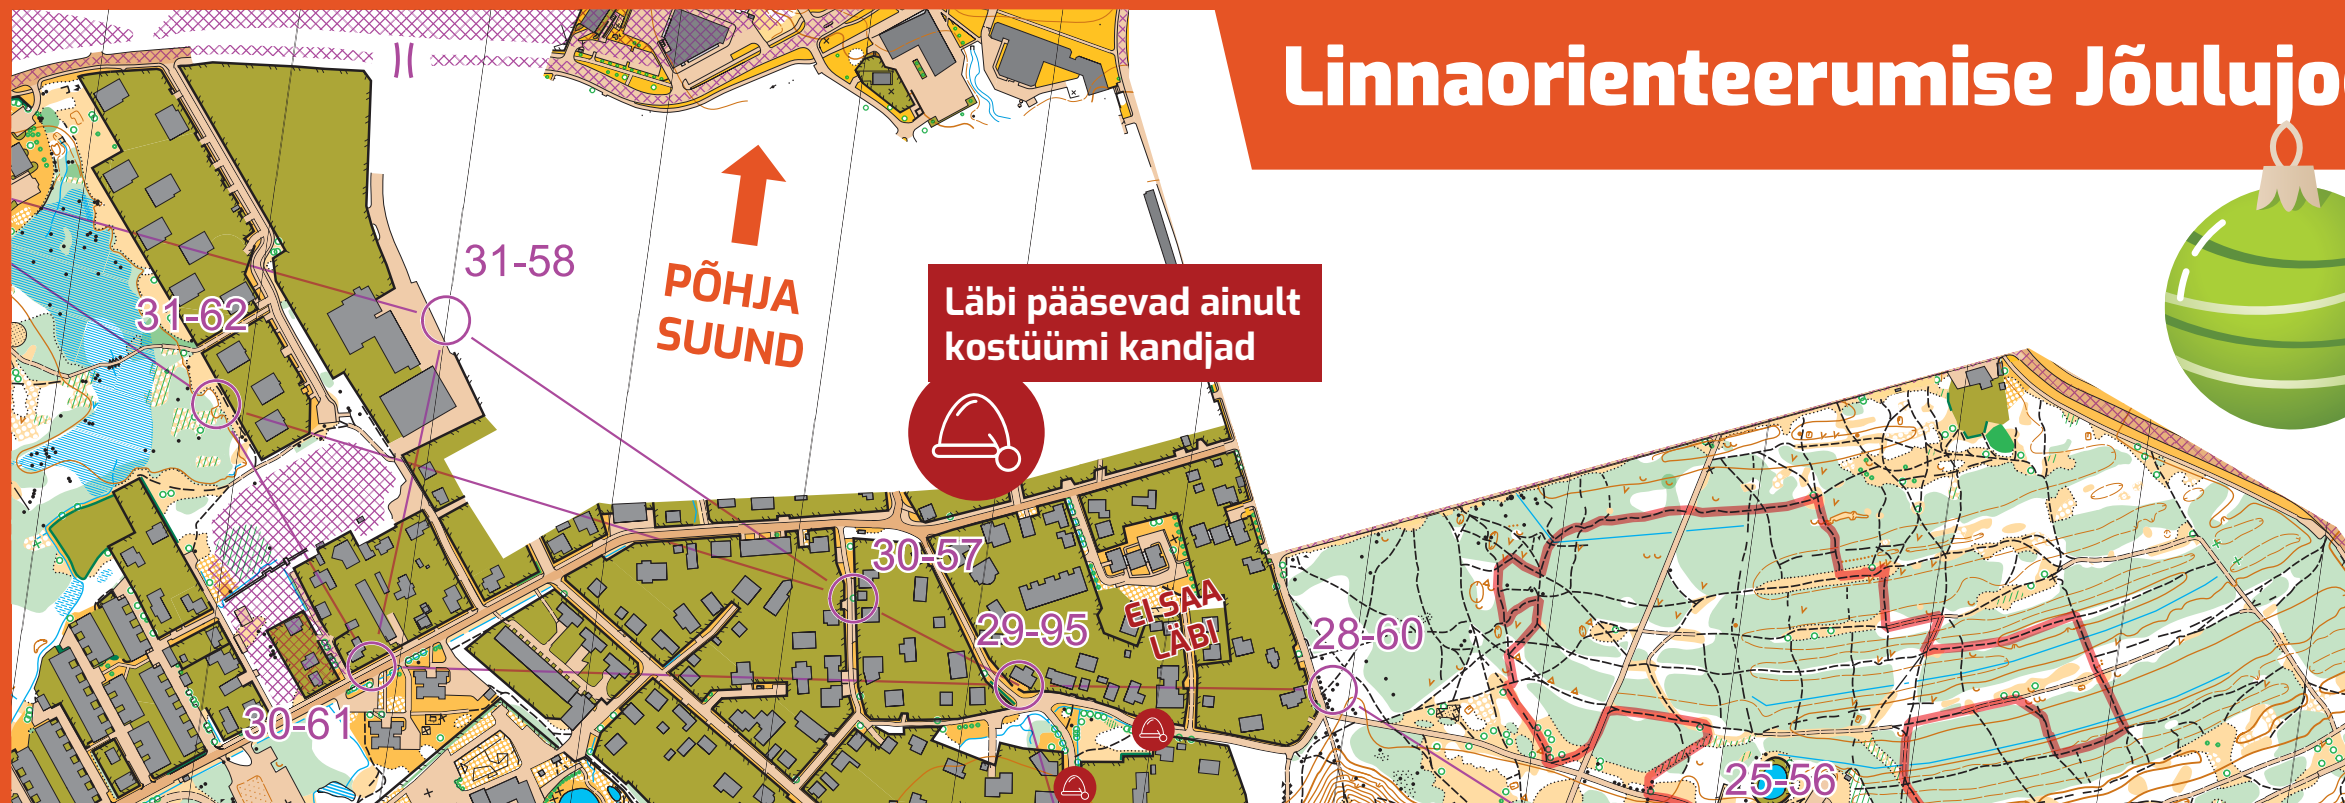 Linnaorienteerumise Jõulujo
31-58
PÕHJA
SUUND
Läbi pääsevad ainult
kostüümi kandjad
31-62
30-57
EI SAA
LÄBI
29-95
28-60
30-61
25-56